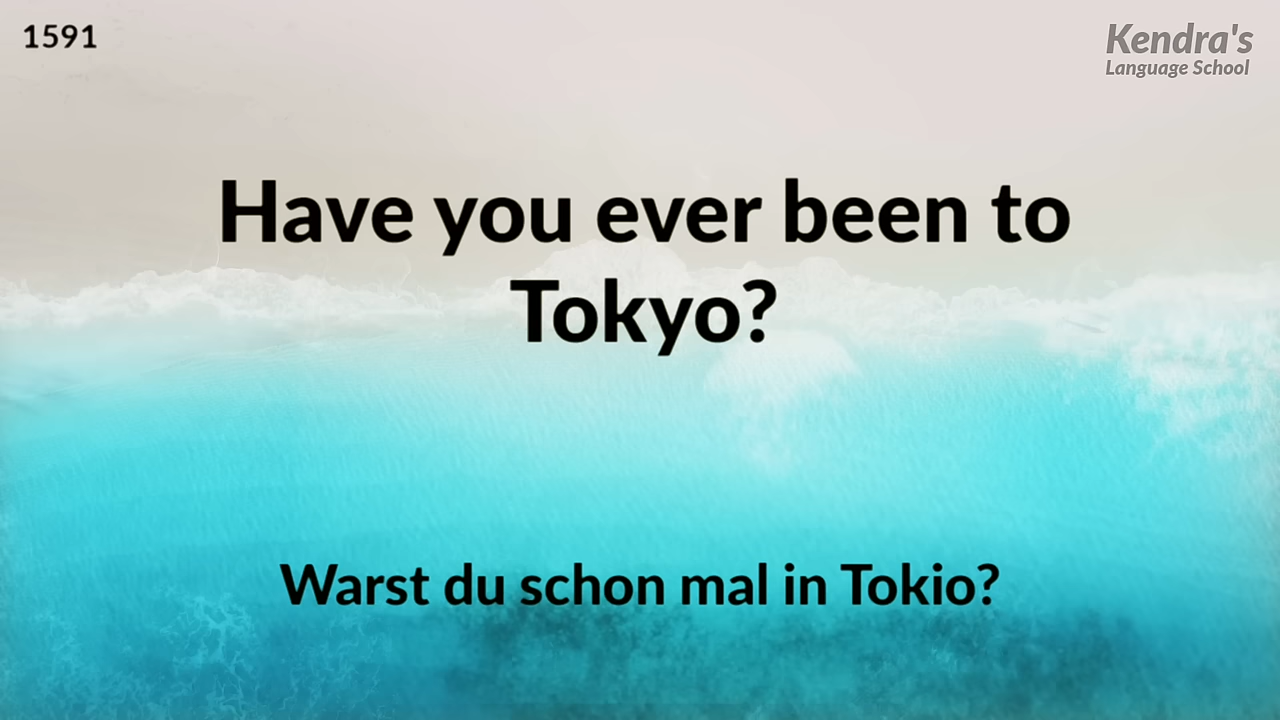 1591
Kendra's
Language School
Have you ever been to
Tokyo?
Warst du schon mal in Tokio?